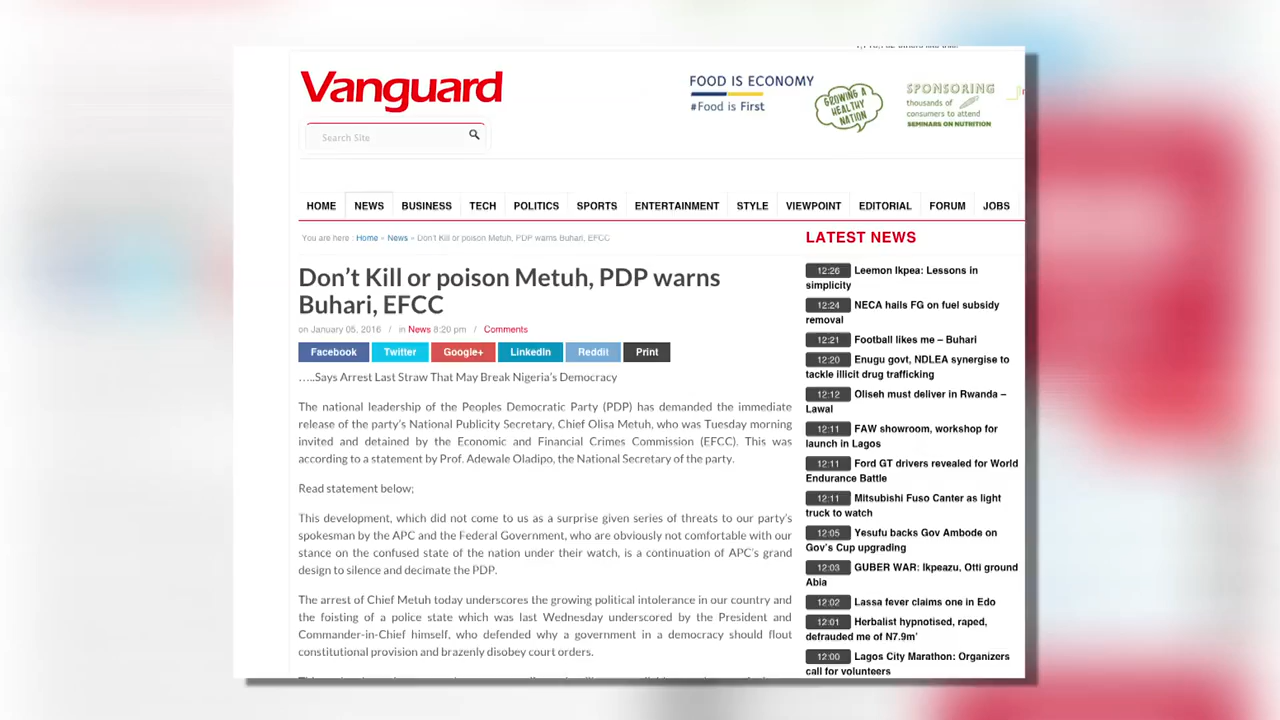 Vanguard
FOOD IS ECONOMY
#Food is First
GROWING A
HEALTHY
NATION
SPONSORING
thousands of
consumers to attend
SEMINARS ON NUTRITION
Search Site
HOME NEWS BUSINESS TECH POLITICS SPORTS ENTERTAINMENT STYLE VIEWPOINT EDITORIAL FORUM JOBS
You are here : Home » News » Don't Kill or poison Metuh, PDP warns Buhari, EFCC
Don't Kill or poison Metuh, PDP warns
Buhari, EFCC
on January 05, 2016 / in News 8:20 pm / Comments
Facebook Twitter Google+ LinkedIn Reddit Print
…..Says Arrest Last Straw That May Break Nigeria's Democracy
The national leadership of the Peoples Democratic Party (PDP) has demanded the immediate
release of the party's National Publicity Secretary, Chief Olisa Metuh, who was Tuesday morning
invited and detained by the Economic and Financial Crimes Commission (EFCC). This was
according to a statement by Prof. Adewale Oladipo, the National Secretary of the party.
Read statement below;
This development, which did not come to us as a surprise given series of threats to our party's
spokesman by the APC and the Federal Government, who are obviously not comfortable with our
stance on the confused state of the nation under their watch, is a continuation of APC's grand
design to silence and decimate the PDP.
The arrest of Chief Metuh today underscores the growing political intolerance in our country and
the foisting of a police state which was last Wednesday underscored by the President and
Commander-in-Chief himself, who defended why a government in a democracy should flout
constitutional provision and brazenly disobey court orders.
LATEST NEWS
12:26 Leemon Ikpea: Lessons in
simplicity
12:24 NECA hails FG on fuel subsidy
removal
12:21 Football likes me – Buhari
12:20 Enugu govt, NDLEA synergise to
tackle illicit drug trafficking
12:12 Oliseh must deliver in Rwanda –
Lawal
12:11 FAW showroom, workshop for
launch in Lagos
12:11 Ford GT drivers revealed for World
Endurance Battle
12:11 Mitsubishi Fuso Canter as light
truck to watch
12:05 Yesufu backs Gov Ambode on
Gov's Cup upgrading
12:03 GUBER WAR: Ikpeazu, Otti ground
Abia
12:02 Lassa fever claims one in Edo
12:01 Herbalist hypnotised, raped,
defrauded me of N7.9m'
12:00 Lagos City Marathon: Organizers
call for volunteers